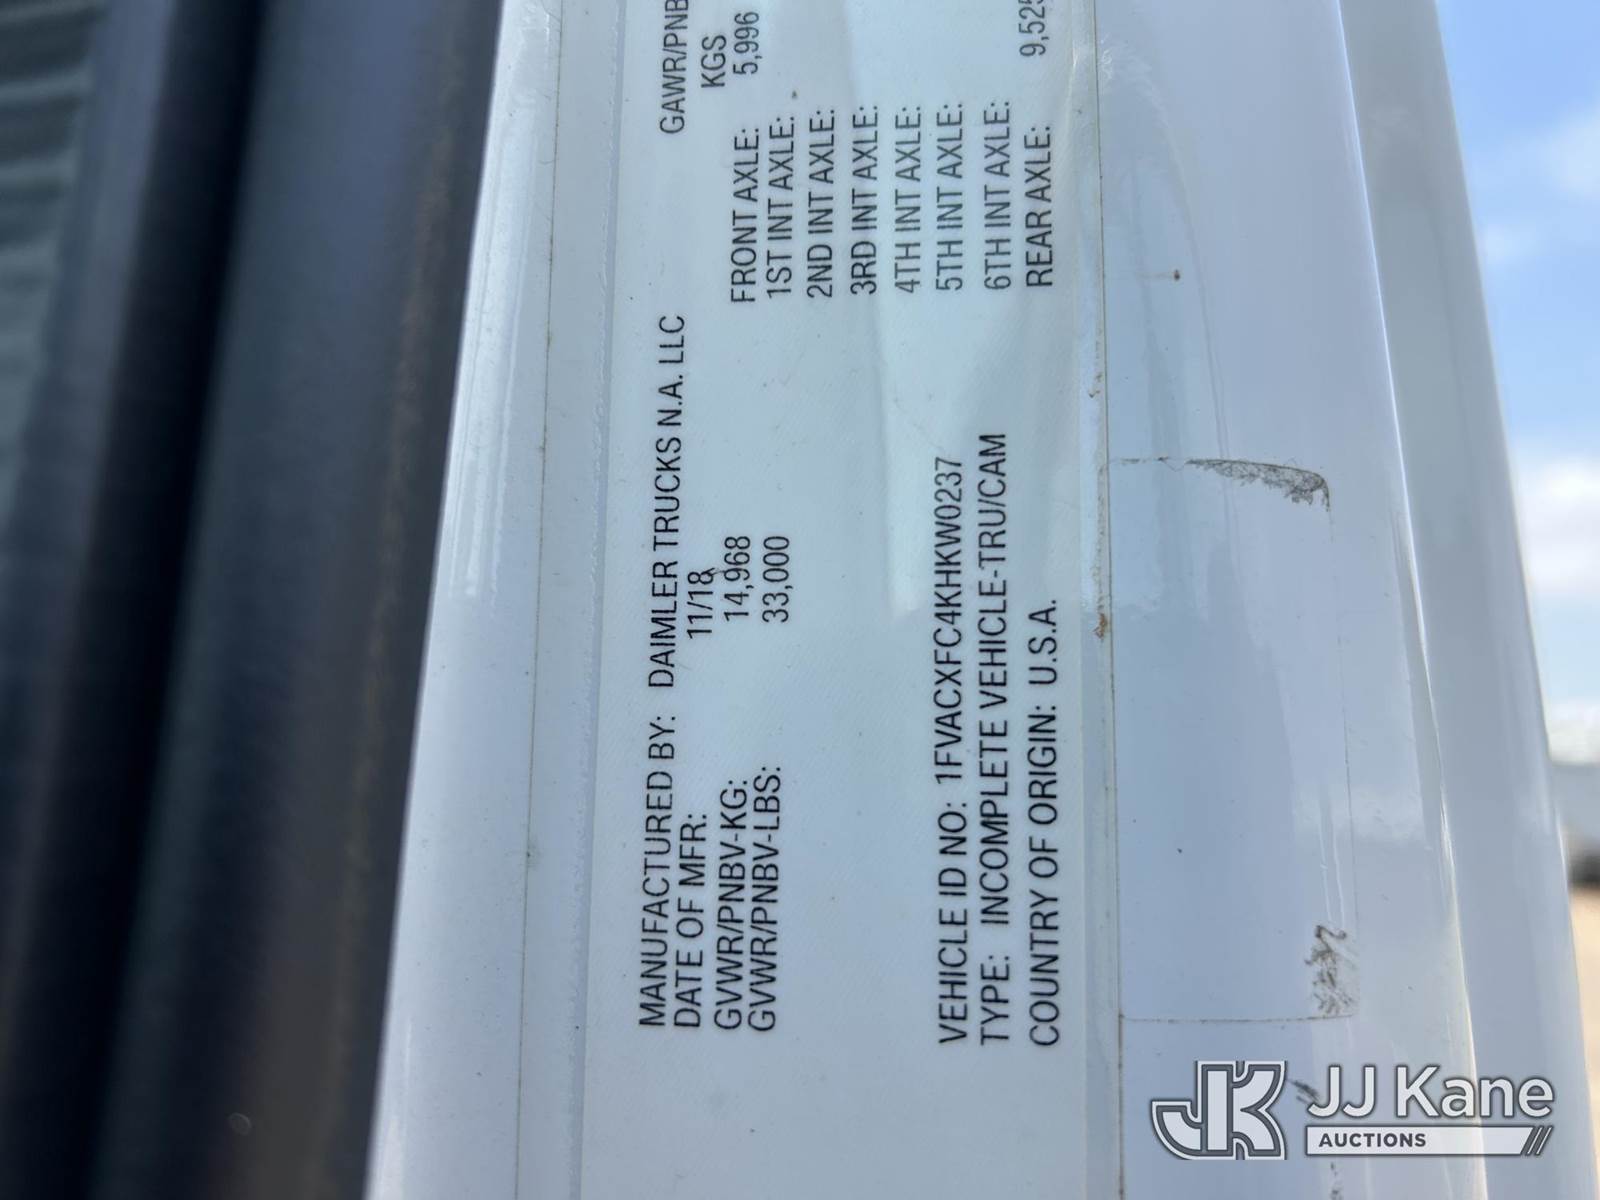 MANUFACTURED BY: DAIMLER TRUCKS N.A. LLC
DATE OF MFR: 11/18
GVWR/PNBV-KG: 14,968
GVWR/PNBV-LBS: 33,000
GAWR/PNB
KGS
FRONT AXLE: 5,996
1ST INT AXLE:
2ND INT AXLE:
3RD INT AXLE:
4TH INT AXLE:
5TH INT AXLE:
6TH INT AXLE:
REAR AXLE: 9,525
VEHICLE ID NO: 1FVACXFC4KHKW0237
TYPE: INCOMPLETE VEHICLE-TRU/CAM
COUNTRY OF ORIGIN: U.S.A.
JK JJ Kane
AUCTIONS